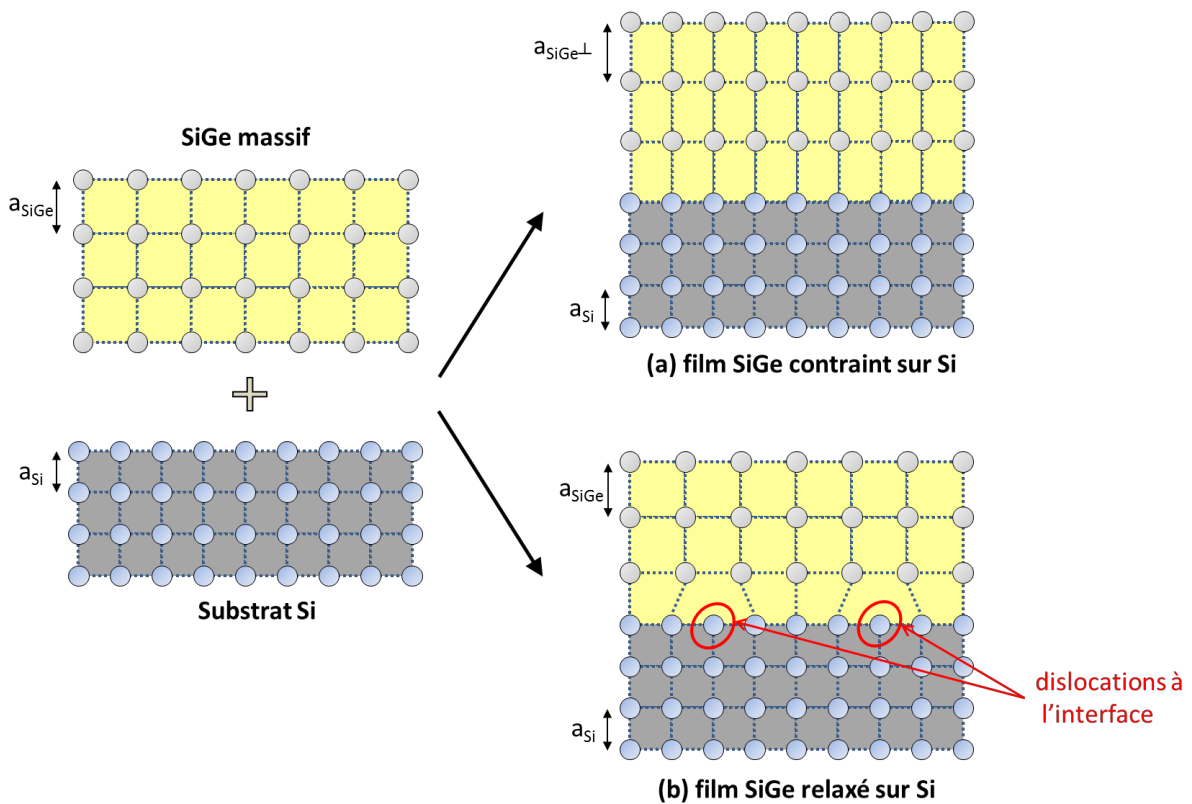 SiGe massif
aSiGe
aSi
Substrat Si
aSiGe⊥
aSi
(a) film SiGe contraint sur Si
aSiGe
dislocations à
l'interface
aSi
(b) film SiGe relaxé sur Si